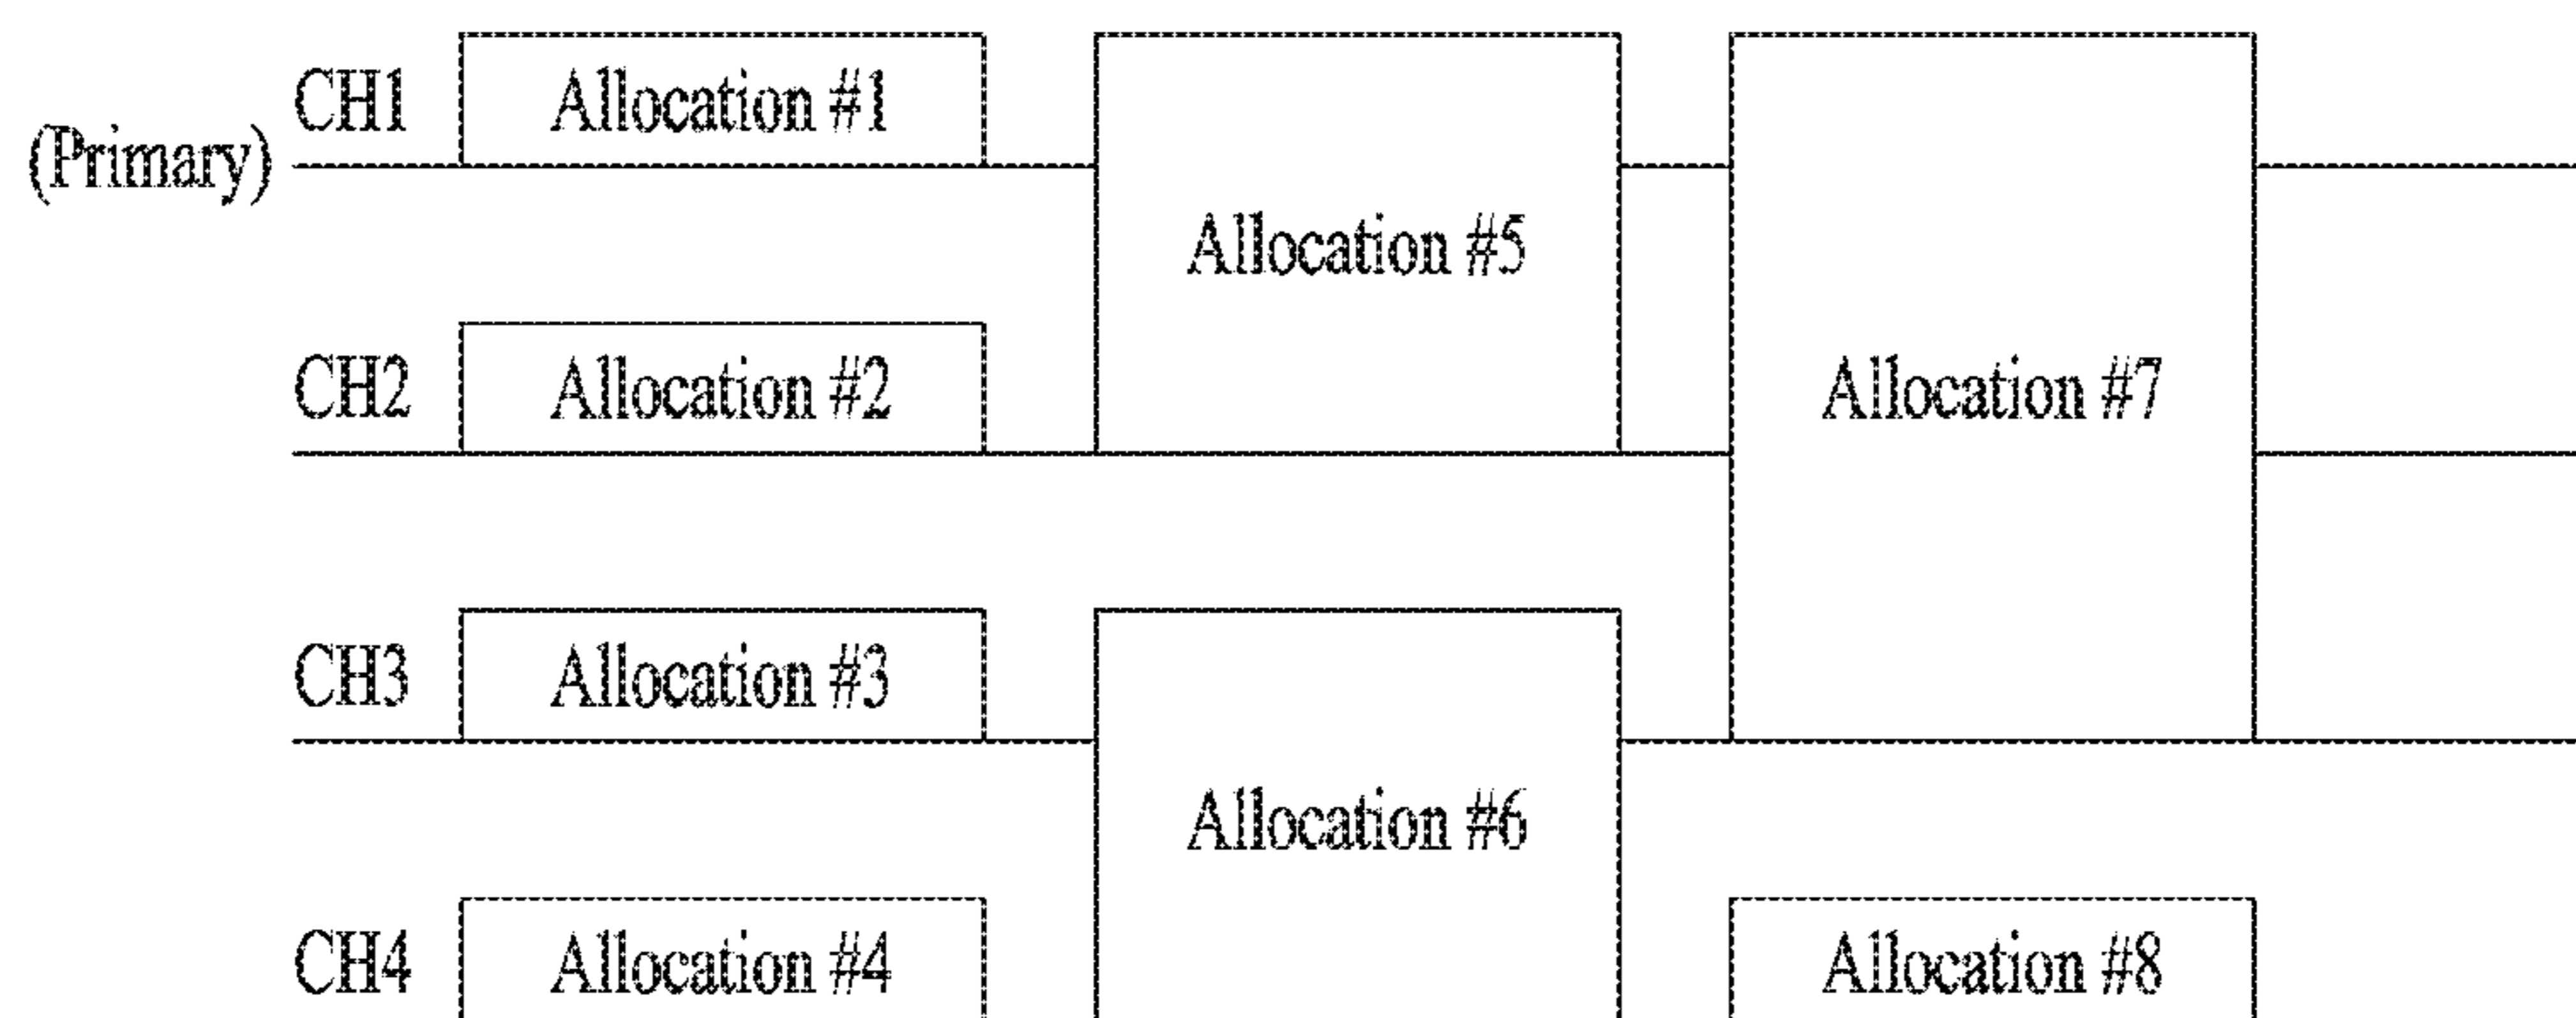 CH1 Allocation #1
(Primary)
Allocation #5
CH2 Allocation #2 Allocation #7
CH3 Allocation #3
Allocation #6
CH4 Allocation #4 Allocation #8